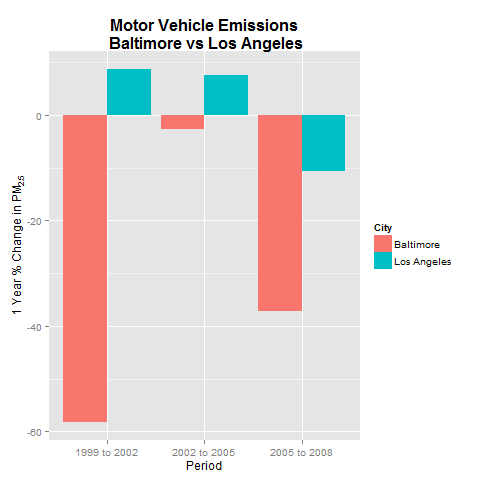 Motor Vehicle Emissions
Baltimore vs Los Angeles
1 Year % Change in PM2.5
0
-20
-40
-60
1999 to 2002
2002 to 2005
2005 to 2008
Period
City
Baltimore
Los Angeles